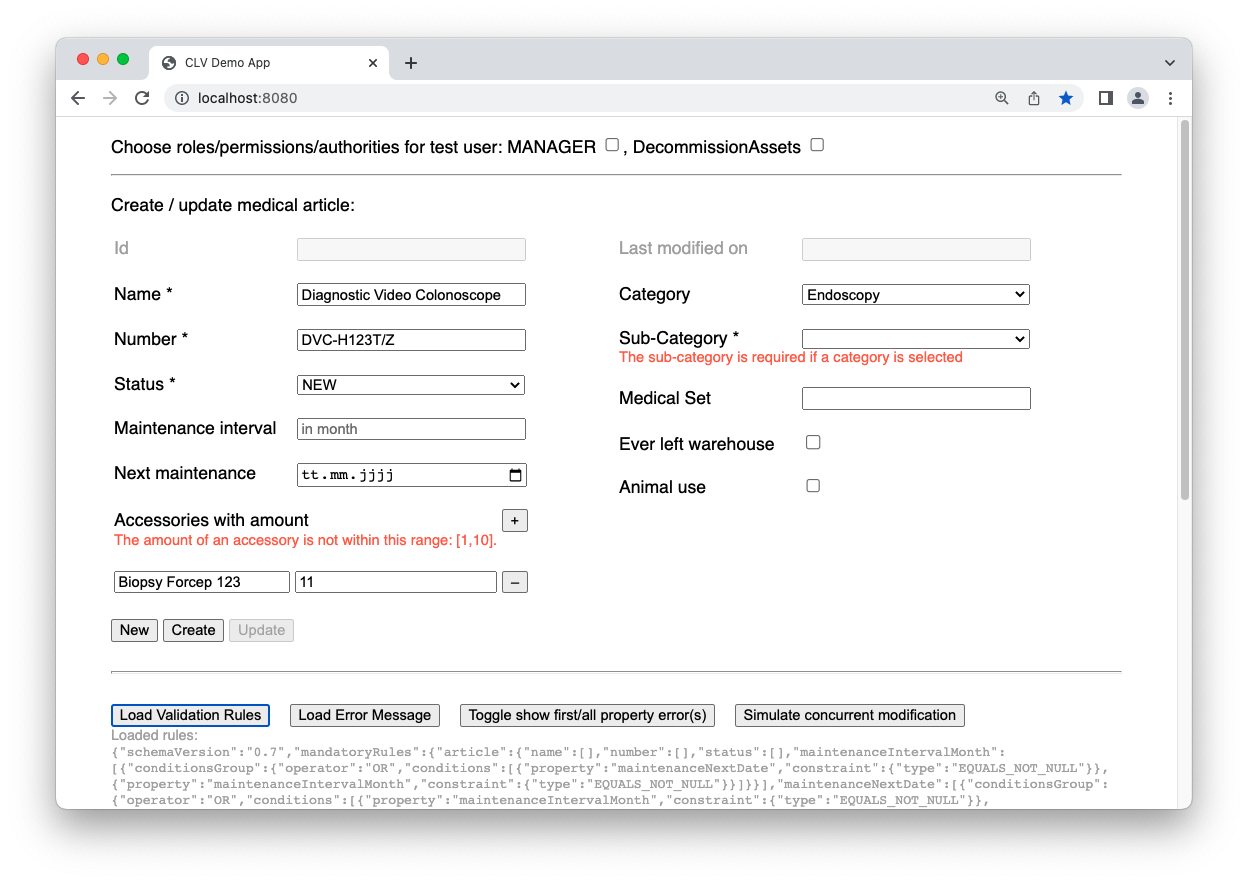 CLV Demo App
localhost:8080
Choose roles/permissions/authorities for test user: MANAGER , DecommissionAssets
Create / update medical article:
Id
Last modified on
Name * Diagnostic Video Colonoscope
Category Endoscopy
Number * DVC-H123T/Z
Sub-Category *
The sub-category is required if a category is selected
Status * NEW
Medical Set
Maintenance interval in month
Ever left warehouse
Next maintenance tt.mm.jjjj
Animal use
Accessories with amount +
The amount of an accessory is not within this range: [1,10].
Biopsy Forcep 123 11 –
New Create Update
Load Validation Rules Load Error Message Toggle show first/all property error(s) Simulate concurrent modification
Loaded rules:
{"schemaVersion":"0.7","mandatoryRules":{"article":{"name":[],"number":[],"status":[],"maintenanceIntervalMonth":
[{"conditionsGroup":{"operator":"OR","conditions":[{"property":"maintenanceNextDate","constraint":{"type":"EQUALS_NOT_NULL"}},
{"property":"maintenanceIntervalMonth","constraint":{"type":"EQUALS_NOT_NULL"}}]}}],"maintenanceNextDate":[{"conditionsGroup":
{"operator":"OR","conditions":[{"property":"maintenanceIntervalMonth","constraint":{"type":"EQUALS_NOT_NULL"}},